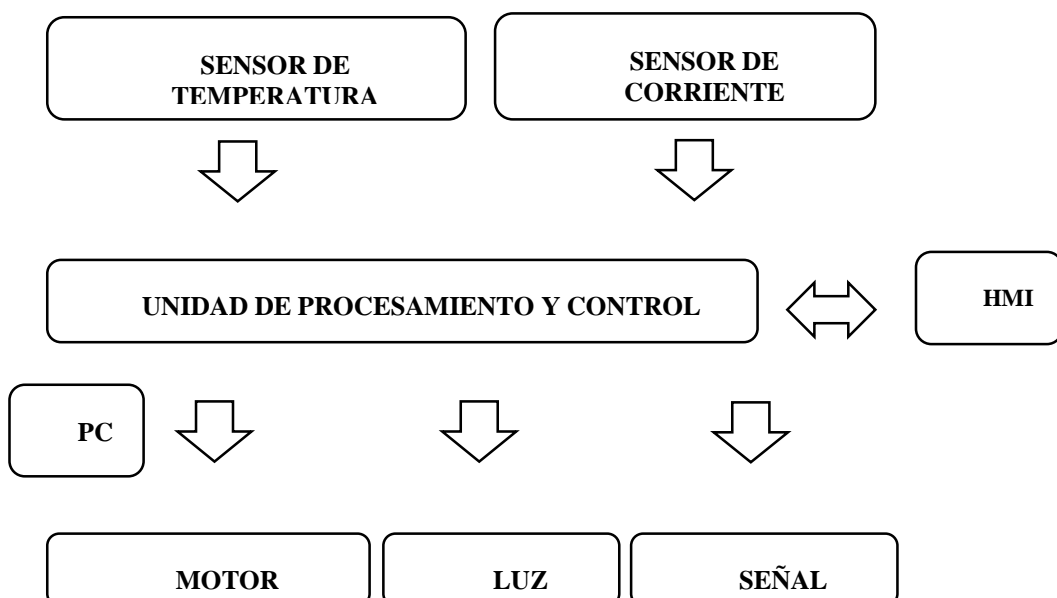 SENSOR DE
TEMPERATURA
SENSOR DE
CORRIENTE
UNIDAD DE PROCESAMIENTO Y CONTROL
HMI
PC
MOTOR
LUZ
SEÑAL